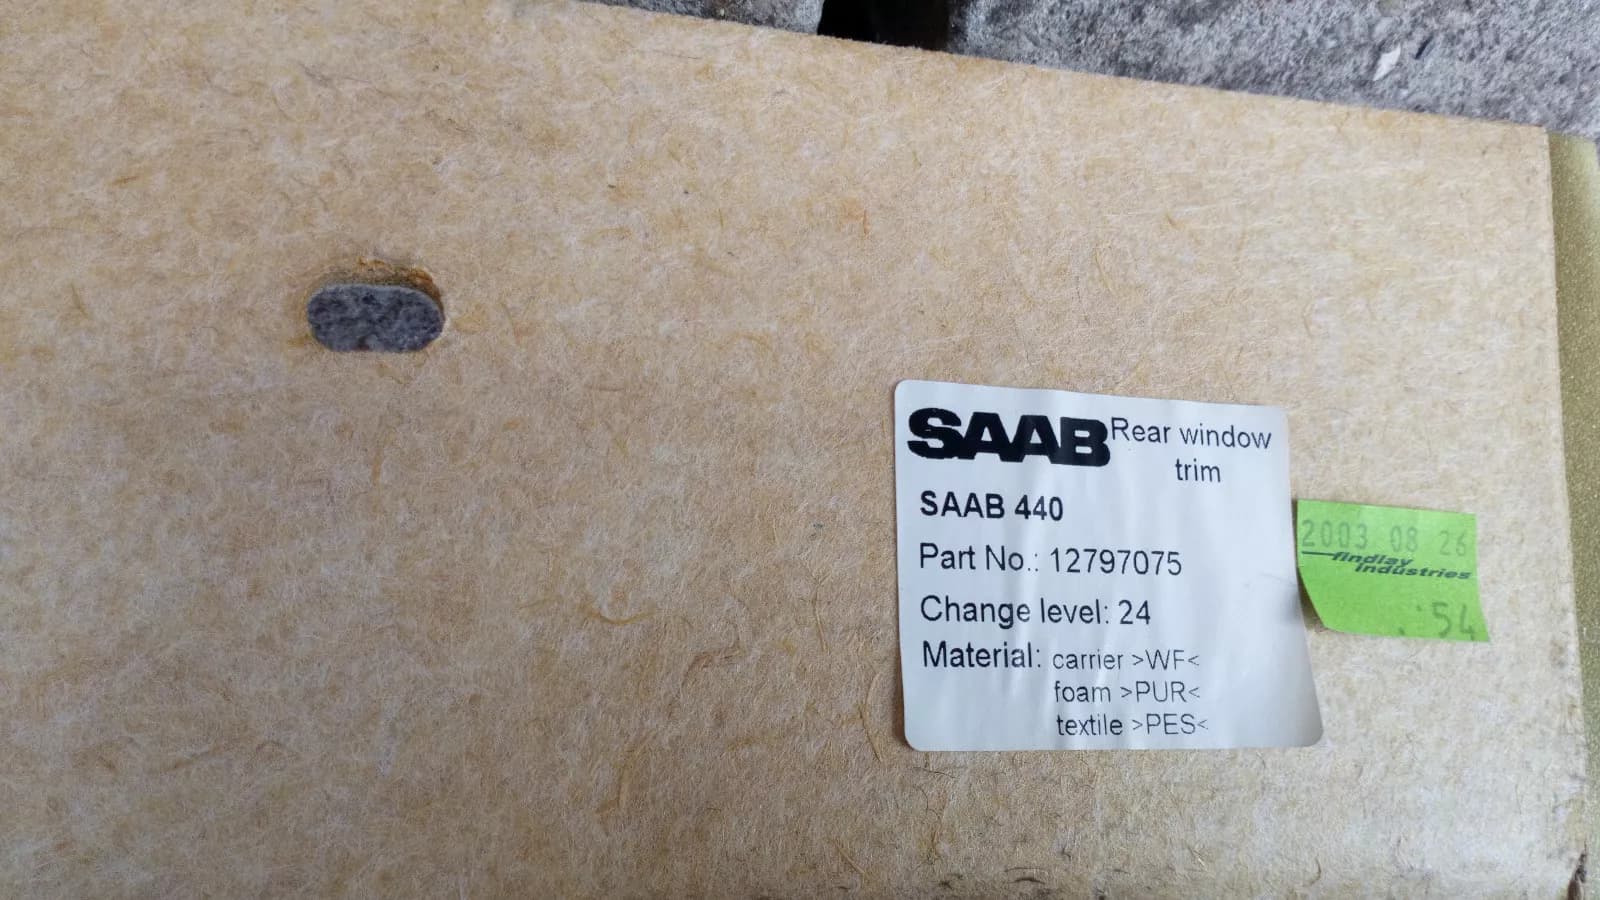 SAAB Rear window
trim
SAAB 440
Part No.: 12797075
Change level: 24
Material: carrier >WF<
foam >PUR<
textile >PES<
2003 08 26
findlay
industries
54